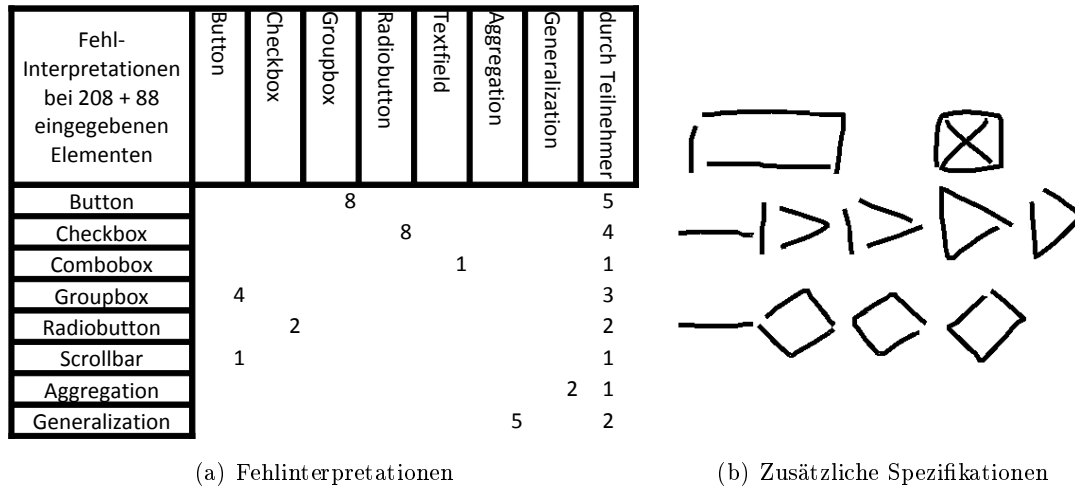 Fehl-
Interpretationen
bei 208 + 88
eingegebenen
Elementen
Button
Checkbox
Groupbox
Radiobutton
Textfield
Aggregation
Generalization
durch Teilnehmer
Button 8 5
Checkbox 8 4
Combobox 1 1
Groupbox 4 3
Radiobutton 2 2
Scrollbar 1 1
Aggregation 2 1
Generalization 5 2
(a) Fehlinterpretationen
(b) Zusätzliche Spezifikationen